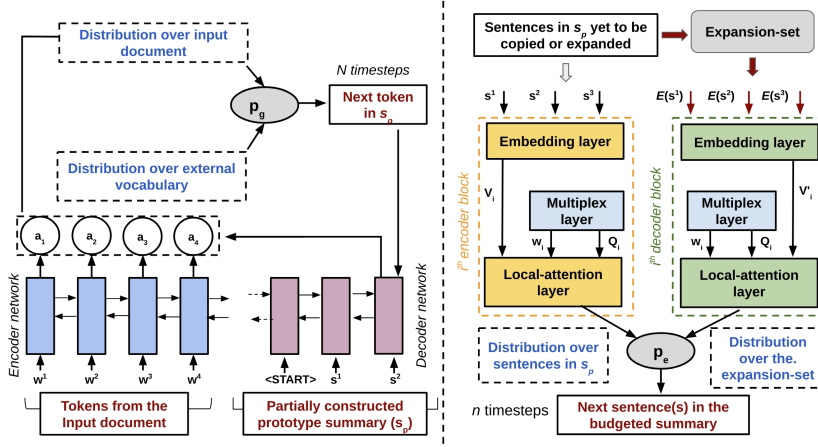 Distribution over input
document
N timesteps
p_g
Next token
in s_p
Distribution over external
vocabulary
a_1 a_2 a_3 a_4
Encoder network
Decoder network
w^1 w^2 w^3 w^4
<START> s^1 s^2
Tokens from the
Input document
Partially constructed
prototype summary (s_p)
Sentences in s_p yet to be
copied or expanded
Expansion-set
s^1 s^2 s^3
E(s^1) E(s^2) E(s^3)
i^th encoder block
Embedding layer
V_i
Multiplex
layer
w_i Q_i
Local-attention
layer
i^th decoder block
Embedding layer
V'_i
Multiplex
layer
w_i Q_i
Local-attention
layer
Distribution over
sentences in s_p
p_e
Distribution
over the.
expansion-set
n timesteps
Next sentence(s) in the
budgeted summary